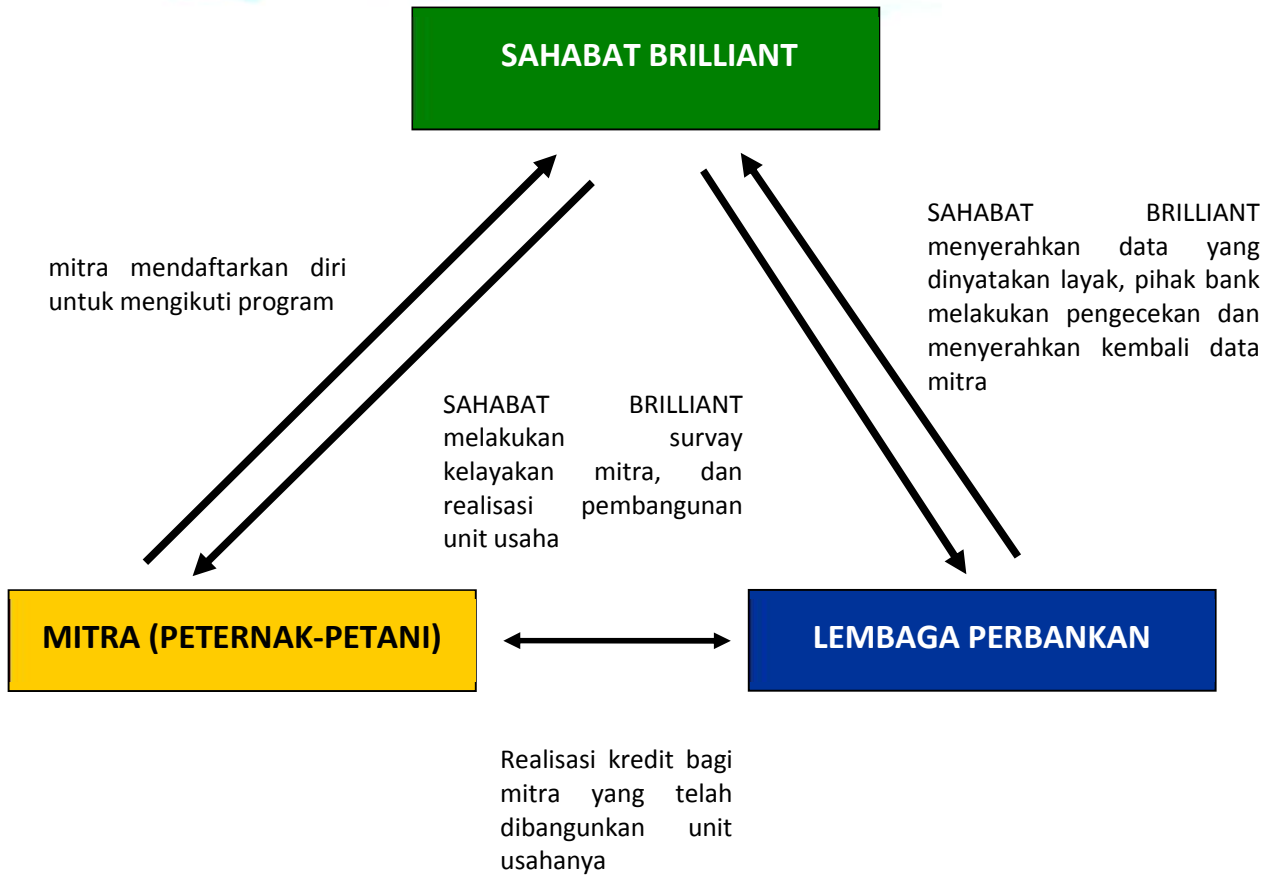 SAHABAT BRILLIANT
mitra mendaftarkan diri
untuk mengikuti program
SAHABAT BRILLIANT
menyerahkan data yang
dinyatakan layak, pihak bank
melakukan pengecekan dan
menyerahkan kembali data
mitra
SAHABAT BRILLIANT
melakukan survay
kelayakan mitra, dan
realisasi pembangunan
unit usaha
MITRA (PETERNAK-PETANI)
LEMBAGA PERBANKAN
Realisasi kredit bagi
mitra yang telah
dibangunkan unit
usahanya